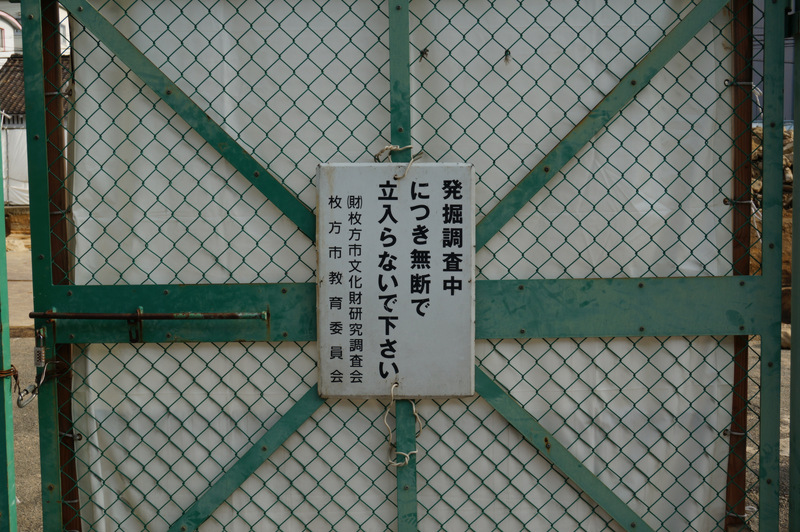 発掘調査中
につき無断で
立入らないで下さい
㈶枚方市文化財研究調査会
枚方市教育委員会